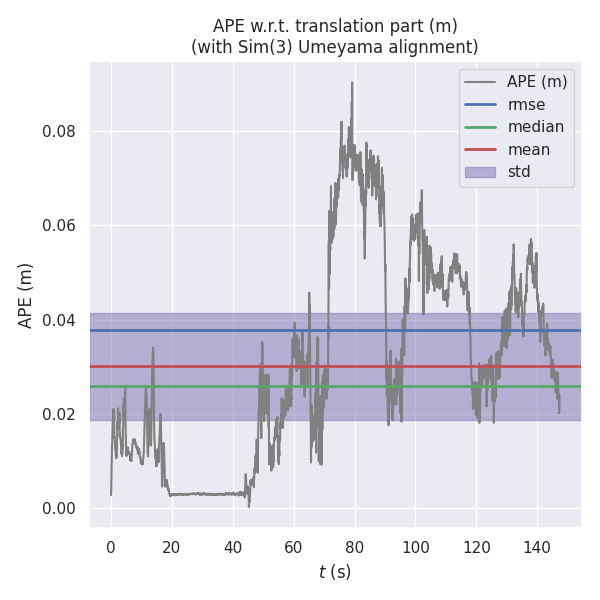 APE w.r.t. translation part (m)
(with Sim(3) Umeyama alignment)
APE (m)
rmse
median
mean
std
APE (m)
0.08
0.06
0.04
0.02
0.00
0 20 40 60 80 100 120 140
t (s)